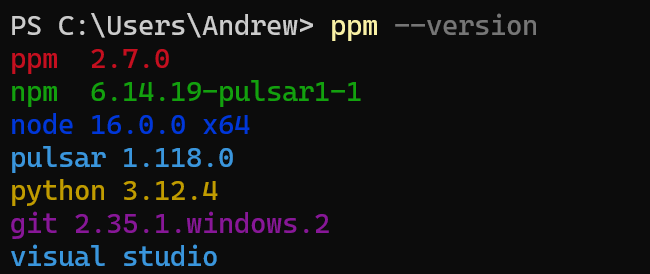 PS C:\Users\Andrew> ppm --version
ppm  2.7.0
npm  6.14.19-pulsar1-1
node 16.0.0 x64
pulsar 1.118.0
python 3.12.4
git 2.35.1.windows.2
visual studio